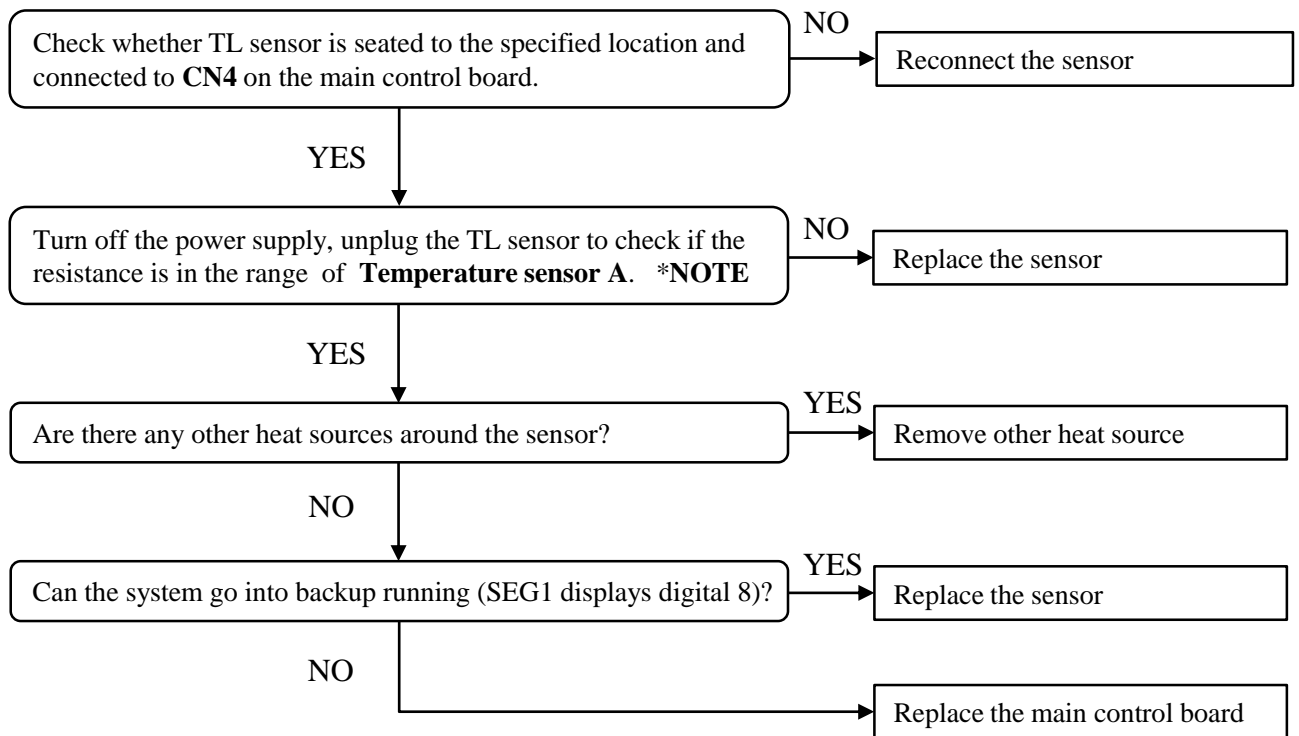 Check whether TL sensor is seated to the specified location and
connected to CN4 on the main control board.
NO
Reconnect the sensor
YES
Turn off the power supply, unplug the TL sensor to check if the
resistance is in the range of Temperature sensor A. *NOTE
NO
Replace the sensor
YES
Are there any other heat sources around the sensor?
YES
Remove other heat source
NO
Can the system go into backup running (SEG1 displays digital 8)?
YES
Replace the sensor
NO
Replace the main control board